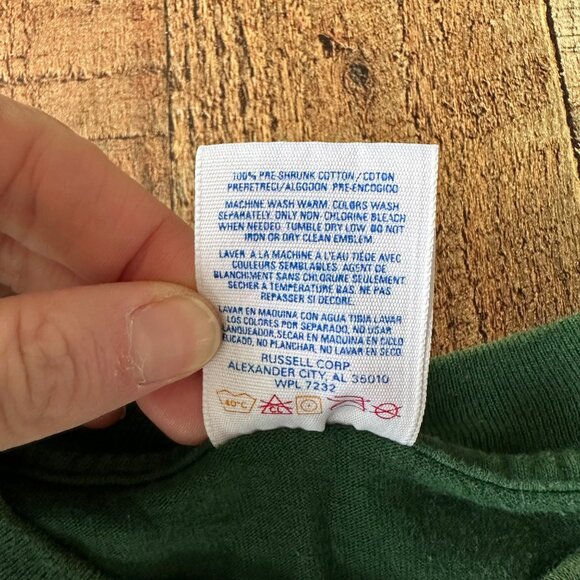 100% PRE-SHRUNK COTTON / COTON
PRERETRECI/ALGODON PRE-ENCOGIDO
MACHINE WASH WARM, COLORS WASH
SEPARATELY. ONLY NON-CHLORINE BLEACH
WHEN NEEDED. TUMBLE DRY LOW. DO NOT
IRON OR DRY CLEAN EMBLEM.
LAVER A LA MACHINE A L'EAU TIÈDE AVEC
COULEURS SEMBLABLES. AGENT DE
BLANCHIMENT SANS CHLORURE SEULEMENT
SECHER A TEMPERATURE BAS, NE PAS
REPASSER SI DECORE.
LAVAR EN MAQUINA CON AGUA TIBIA LAVAR
LOS COLORES POR SEPARADO, NO USAR
LANQUEADOR, SECAR EN MAQUINA EN CICLO
ELICADO, NO PLANCHAR, NO LAVAR EN SECO.
RUSSELL CORP.
ALEXANDER CITY, AL 35010
WPL 7232
40°C CL